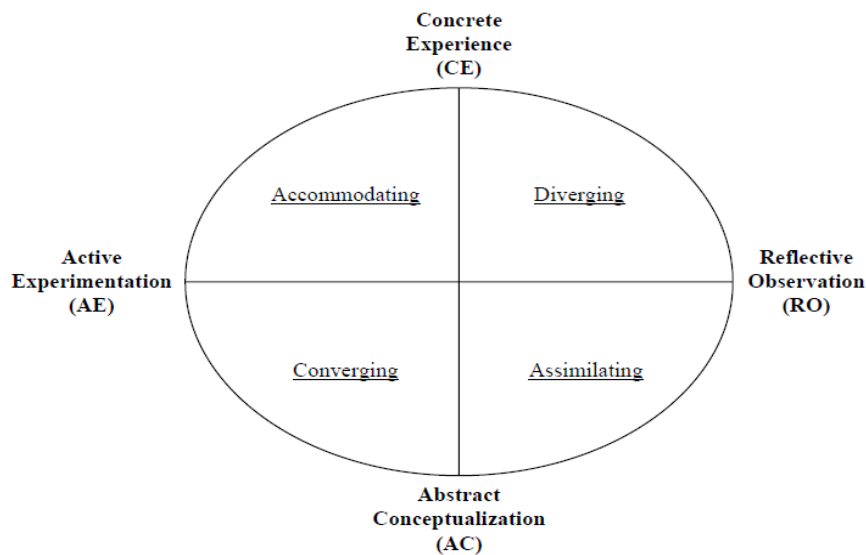 Concrete
Experience
(CE)
Accommodating
Diverging
Active
Experimentation
(AE)
Reflective
Observation
(RO)
Converging
Assimilating
Abstract
Conceptualization
(AC)